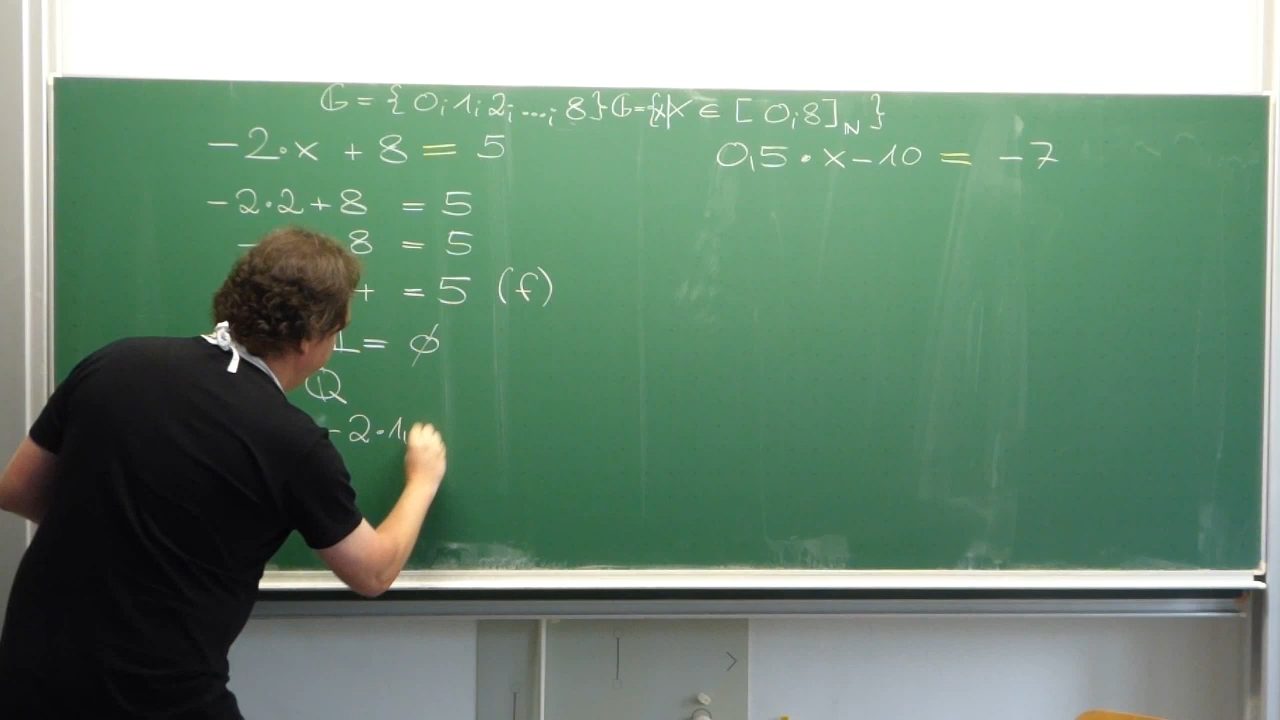 𝔾 = {0;1;2;...;8} 𝔾={x|x ∈ [0;8]ℕ}
-2·x + 8 = 5
0,5·x-10 = -7
-2·2+8 = 5
- 8 = 5
+ = 5 (f)
𝕃= ∅
ℚ
-2·1,